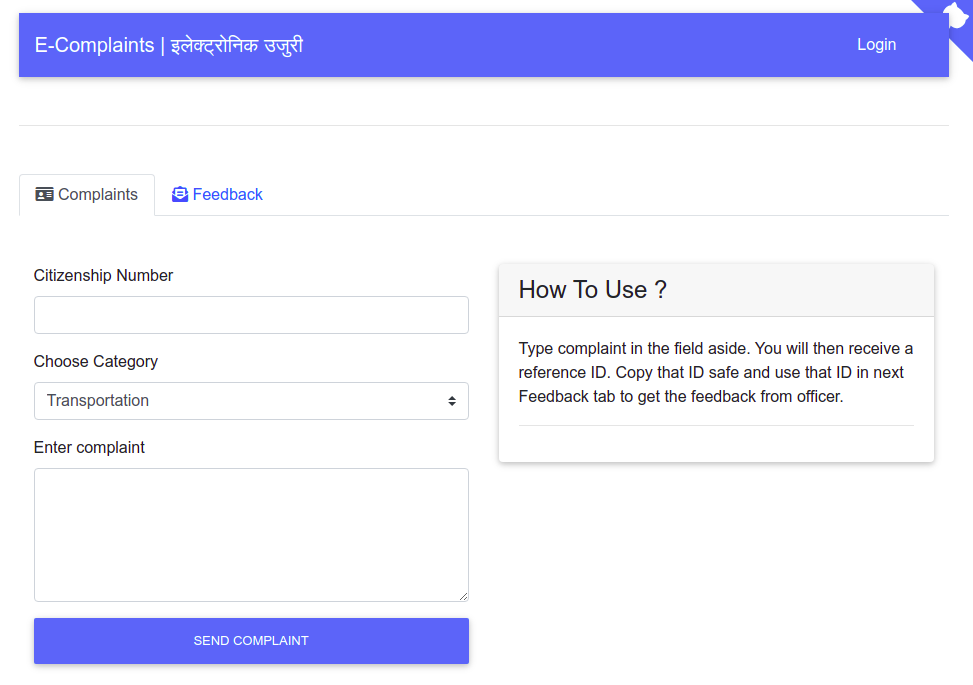 E-Complaints | इलेक्ट्रोनिक उजुरी
Login
Complaints
Feedback
Citizenship Number
Choose Category
Transportation
Enter complaint
SEND COMPLAINT
How To Use ?
Type complaint in the field aside. You will then receive a
reference ID. Copy that ID safe and use that ID in next
Feedback tab to get the feedback from officer.